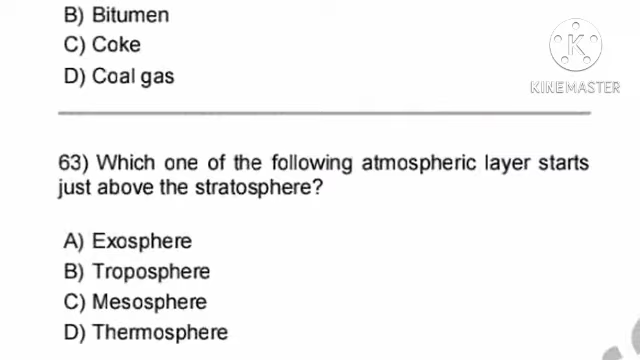 B) Bitumen
C) Coke
D) Coal gas
K
KINEMASTER
63) Which one of the following atmospheric layer starts
just above the stratosphere?
A) Exosphere
B) Troposphere
C) Mesosphere
D) Thermosphere